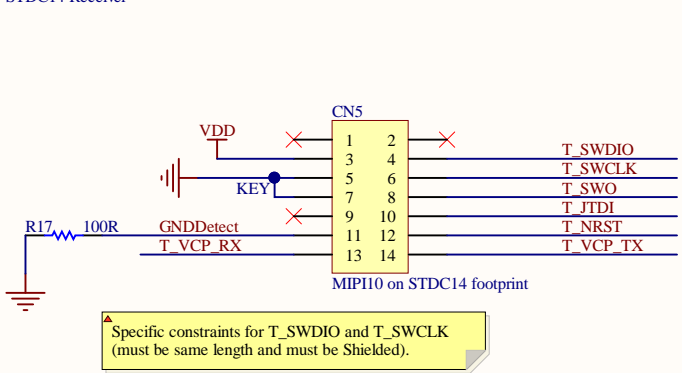 CN5
VDD
1 2
3 4 T_SWDIO
5 6 T_SWCLK
KEY 7 8 T_SWO
9 10 T_JTDI
R17 100R GNDDetect 11 12 T_NRST
T_VCP_RX 13 14 T_VCP_TX
MIPI10 on STDC14 footprint
Specific constraints for T_SWDIO and T_SWCLK
(must be same length and must be Shielded).